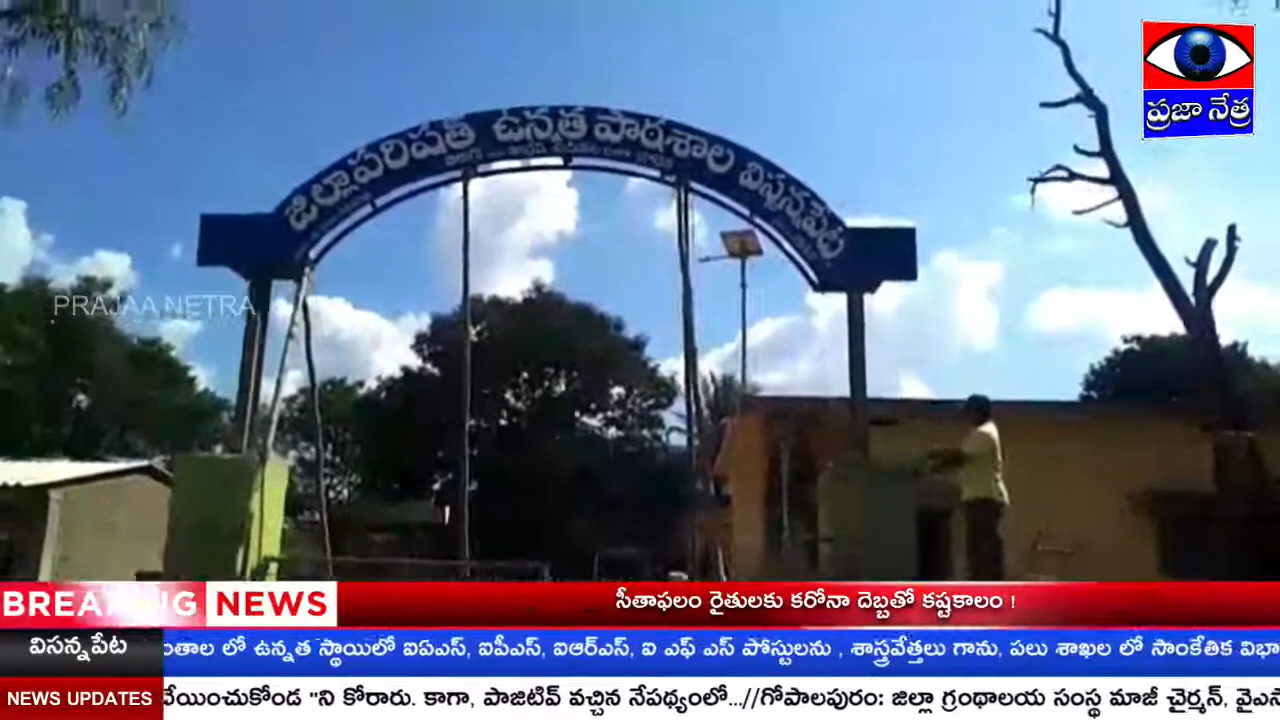 ప్రజా నేత్ర
జిల్లాపరిషత్ ఉన్నత పాఠశాల విస్సన్నపేట
PRAJAA NETRA
BREAKING NEWS
సీతాఫలం రైతులకు కరోనా దెబ్బతో కష్టకాలం !
విసన్నపేట
లో ఉన్నత స్థాయిలో ఐఏఎస్, ఐపీఎస్, ఐఆర్ఎస్, ఐ ఎఫ్ ఎస్ పోస్టులను , శాస్త్రవేత్తలు గాను, పలు శాఖల లో సాంకేతిక విభా
NEWS UPDATES
వేయించుకోండ "ని కోరారు. కాగా, పాజిటివ్ వచ్చిన నేపథ్యంలో...//గోపాలపురం: జిల్లా గ్రంథాలయ సంస్థ మాజీ చైర్మన్, వైఎస